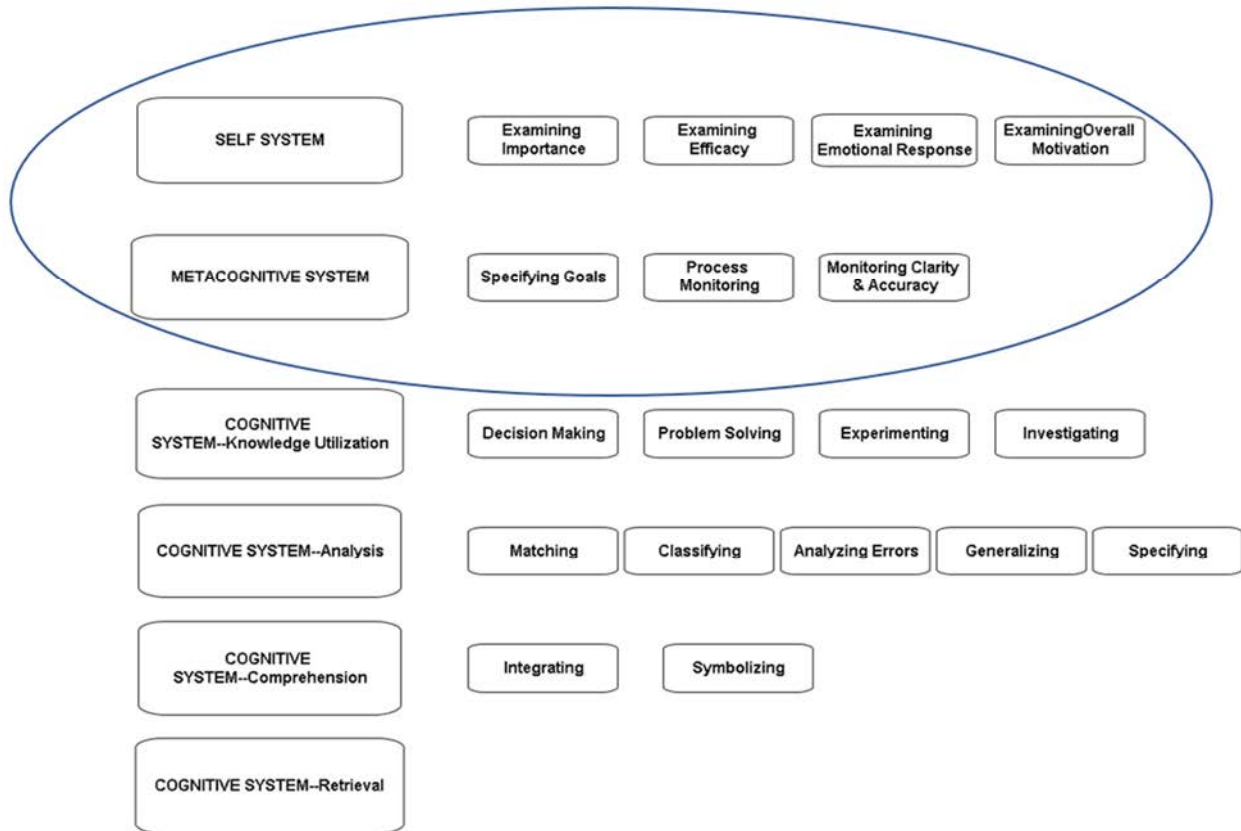 SELF SYSTEM
Examining
Importance
Examining
Efficacy
Examining
Emotional Response
ExaminingOverall
Motivation
METACOGNITIVE SYSTEM
Specifying Goals
Process
Monitoring
Monitoring Clarity
& Accuracy
COGNITIVE
SYSTEM--Knowledge Utilization
Decision Making
Problem Solving
Experimenting
Investigating
COGNITIVE SYSTEM--Analysis
Matching
Classifying
Analyzing Errors
Generalizing
Specifying
COGNITIVE
SYSTEM--Comprehension
Integrating
Symbolizing
COGNITIVE SYSTEM--Retrieval